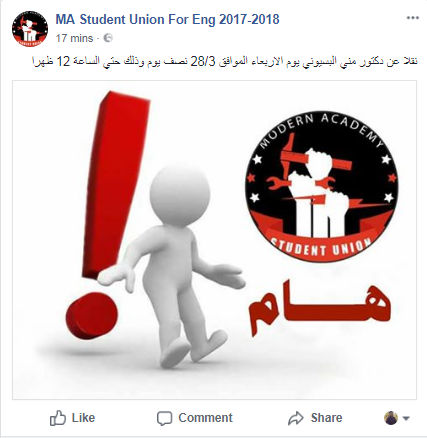 MA Student Union For Eng 2017-2018
17 mins ·
نقلا عن دكتور مني البسيوني يوم الاربعاء الموافق 28/3 نصف يوم وذلك حتي الساعة 12 ظهرا
MODERN ACADEMY
STUDENT UNION
هـــام
Like Comment Share